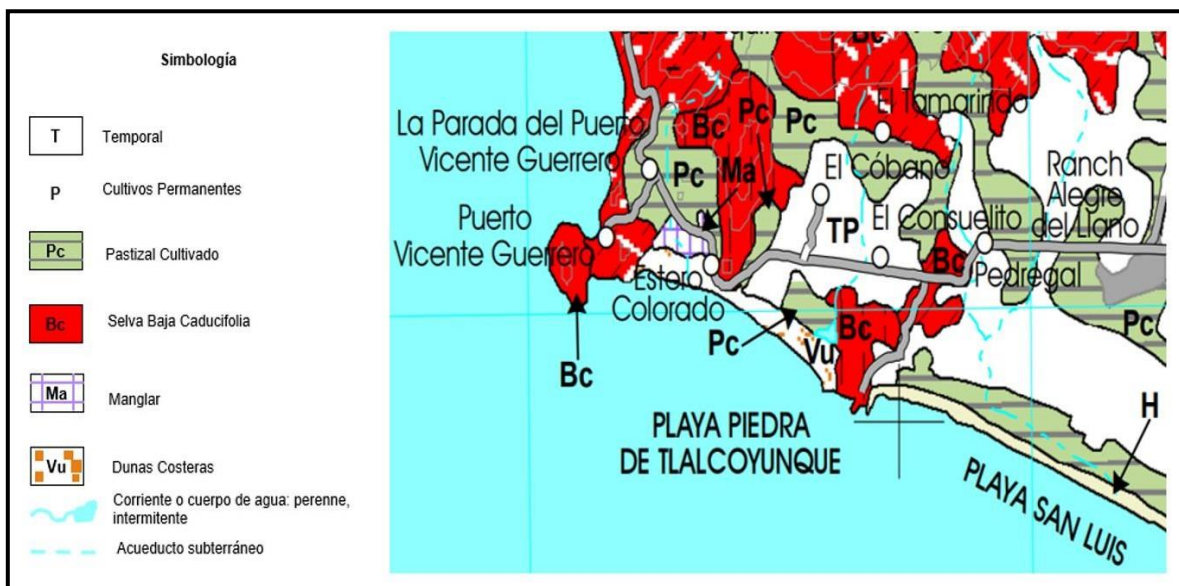 Simbología
T Temporal
P Cultivos Permanentes
Pc Pastizal Cultivado
Bc Selva Baja Caducifolia
Ma Manglar
Vu Dunas Costeras
Corriente o cuerpo de agua: perenne,
intermitente
Acueducto subterráneo
Bc
La Parada del Puerto
Vicente Guerrero
Bc
Pc
Pc
El Tamarindo
Pc
Ma
El Cóbano
Ranch
Alegre
del Llano
Puerto
Vicente Guerrero
TP
El Consuelito
Bc
Pedregal
Estero
Colorado
Pc
Bc
Pc
Vu
Bc
H
PLAYA PIEDRA
DE TLALCOYUNQUE
PLAYA SAN LUIS